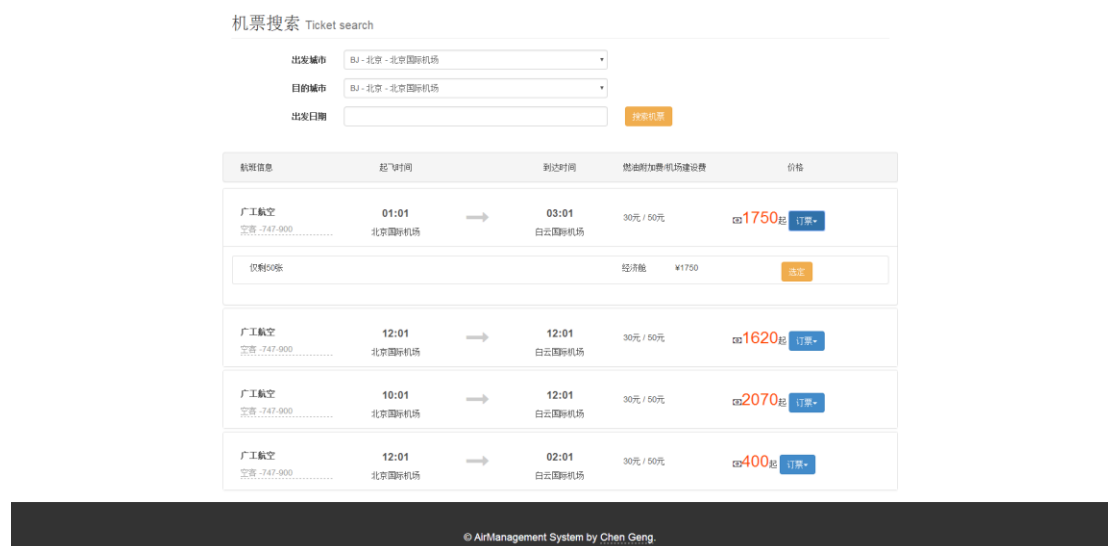 机票搜索 Ticket search
出发城市 BJ - 北京 - 北京国际机场
目的城市 BJ - 北京 - 北京国际机场
出发日期 搜索机票
航班信息 起飞时间 到达时间 燃油附加费/机场建设费 价格
广工航空 01:01 03:01 30元 / 50元 1750起 订票
空客 -747-900 北京国际机场 白云国际机场
仅剩50张 经济舱 ¥1750 选定
广工航空 12:01 12:01 30元 / 50元 1620起 订票
空客 -747-900 北京国际机场 白云国际机场
广工航空 10:01 12:01 30元 / 50元 2070起 订票
空客 -747-900 北京国际机场 白云国际机场
广工航空 12:01 02:01 30元 / 50元 400起 订票
空客 -747-900 北京国际机场 白云国际机场
© AirManagement System by Chen Geng.